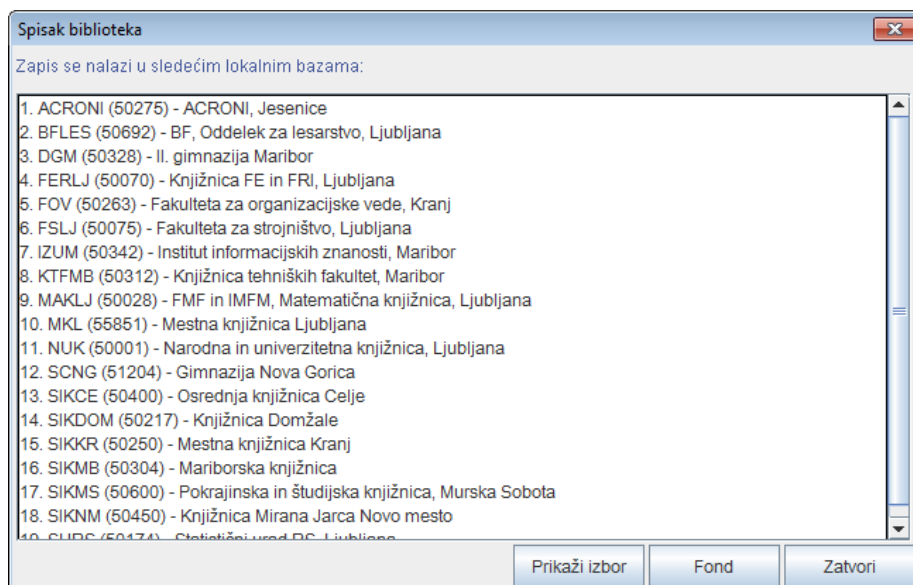 Spisak biblioteka
Zapis se nalazi u sledećim lokalnim bazama:
1. ACRONI (50275) - ACRONI, Jesenice
2. BFLES (50692) - BF, Oddelek za lesarstvo, Ljubljana
3. DGM (50328) - II. gimnazija Maribor
4. FERLJ (50070) - Knjižnica FE in FRI, Ljubljana
5. FOV (50263) - Fakulteta za organizacijske vede, Kranj
6. FSLJ (50075) - Fakulteta za strojništvo, Ljubljana
7. IZUM (50342) - Institut informacijskih znanosti, Maribor
8. KTFMB (50312) - Knjižnica tehniških fakultet, Maribor
9. MAKLJ (50028) - FMF in IMFM, Matematična knjižnica, Ljubljana
10. MKL (55851) - Mestna knjižnica Ljubljana
11. NUK (50001) - Narodna in univerzitetna knjižnica, Ljubljana
12. SCNG (51204) - Gimnazija Nova Gorica
13. SIKCE (50400) - Osrednja knjižnica Celje
14. SIKDOM (50217) - Knjižnica Domžale
15. SIKKR (50250) - Mestna knjižnica Kranj
16. SIKMB (50304) - Mariborska knjižnica
17. SIKMS (50600) - Pokrajinska in študijska knjižnica, Murska Sobota
18. SIKNM (50450) - Knjižnica Mirana Jarca Novo mesto
19. SURS (50174) - Statistični urad RS, Ljubljana
Prikaži izbor Fond Zatvori